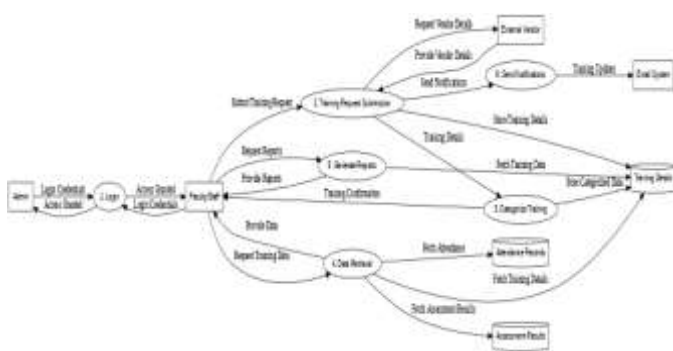 Request Vendor Details
External Vendor
Provide Vendor Details
Send Notifications
6. Send Notifications
Training Updates
Email System
Submit Training Request
2. Training Request Submission
Store Training Details
Training Details
Request Reports
5. Generate Reports
Fetch Training Data
Provide Reports
Store Categorized Data
Training Details
Admin
Login Credentials
Access Granted
1. Login
Access Granted
Login Credentials
Faculty/Staff
Training Confirmation
3. Categorize Training
Provide Data
Request Training Data
4. Data Retrieval
Fetch Attendance
Attendance Records
Fetch Training Details
Fetch Assessment Results
Assessment Results